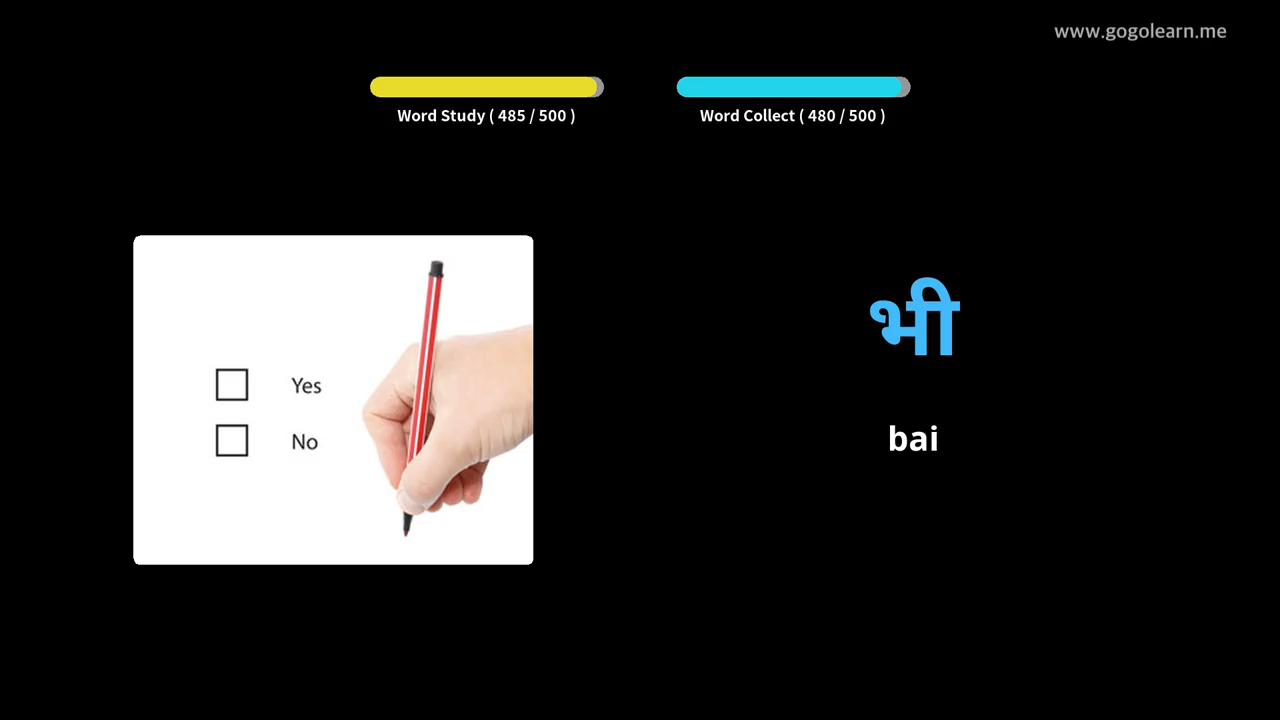 www.gogolearn.me
Word Study ( 485 / 500 )
Word Collect ( 480 / 500 )
Yes
No
भी
bai